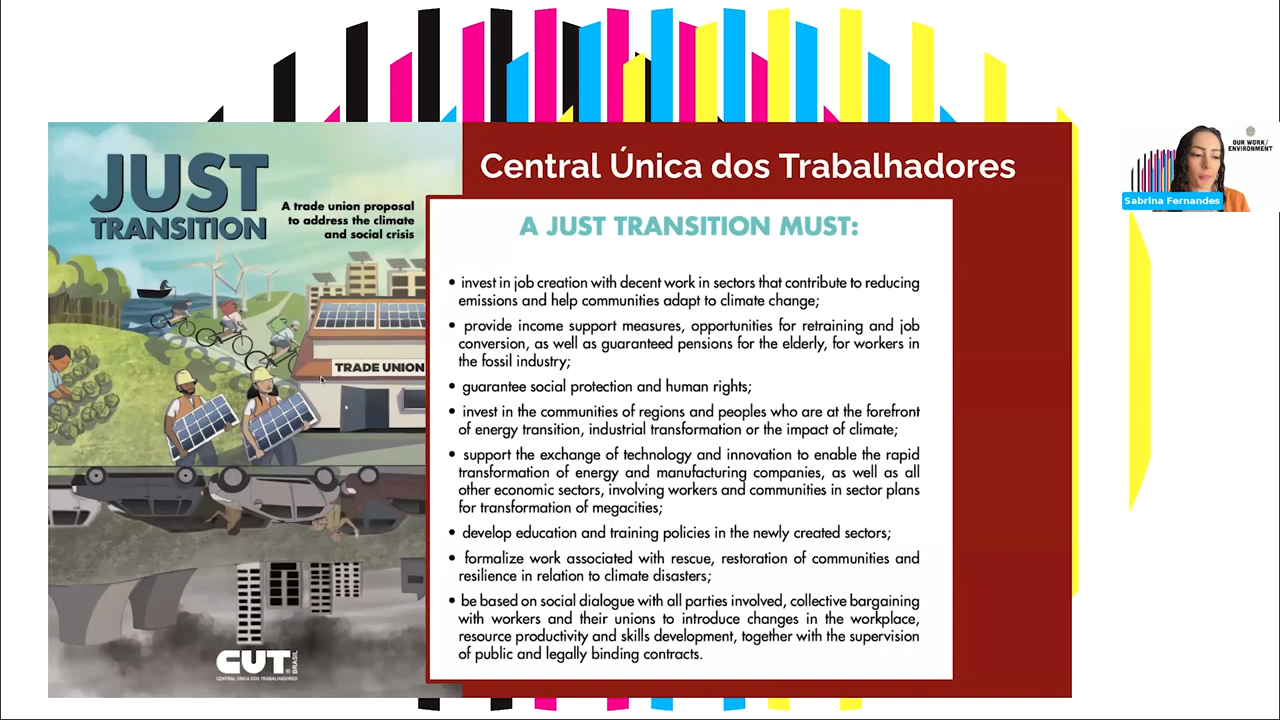 JUST
TRANSITION
A trade union proposal
to address the climate
and social crisis
TRADE UNION
CUT
BRASIL
CENTRAL ÚNICA DOS TRABALHADORES
Central Única dos Trabalhadores
A JUST TRANSITION MUST:
• invest in job creation with decent work in sectors that contribute to reducing
emissions and help communities adapt to climate change;
• provide income support measures, opportunities for retraining and job
conversion, as well as guaranteed pensions for the elderly, for workers in
the fossil industry;
• guarantee social protection and human rights;
• invest in the communities of regions and peoples who are at the forefront
of energy transition, industrial transformation or the impact of climate;
• support the exchange of technology and innovation to enable the rapid
transformation of energy and manufacturing companies, as well as all
other economic sectors, involving workers and communities in sector plans
for transformation of megacities;
• develop education and training policies in the newly created sectors;
• formalize work associated with rescue, restoration of communities and
resilience in relation to climate disasters;
• be based on social dialogue with all parties involved, collective bargaining
with workers and their unions to introduce changes in the workplace,
resource productivity and skills development, together with the supervision
of public and legally binding contracts.
OUR WORK/
ENVIRONMENT
Sabrina Fernandes